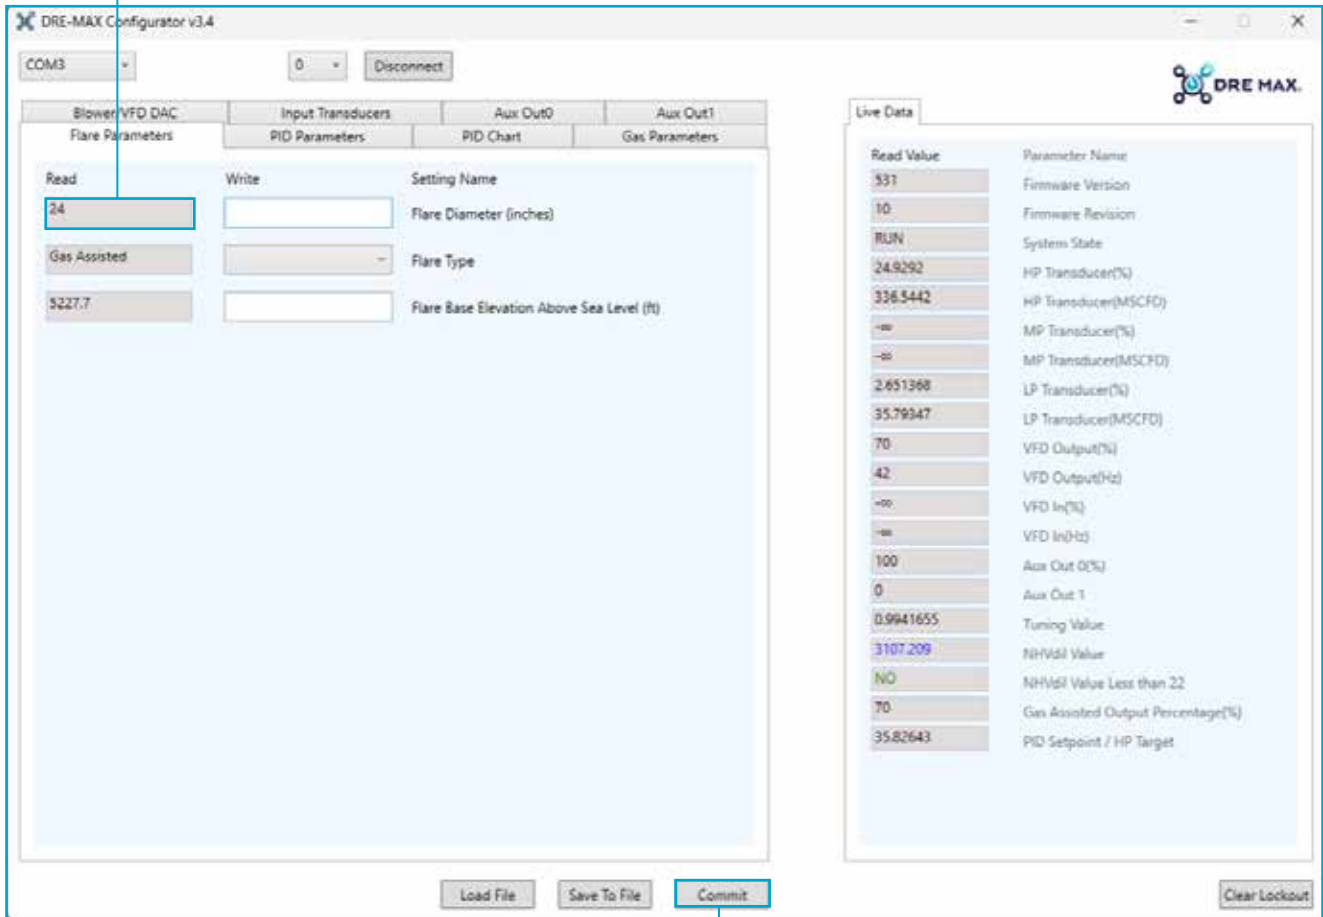 DRE-MAX Configurator v3.4
COM3
0
Disconnect
DRE MAX.
Blower/VFD DAC
Input Transducers
Aux Out0
Aux Out1
Flare Parameters
PID Parameters
PID Chart
Gas Parameters
Read
Write
Setting Name
24
Flare Diameter (inches)
Gas Assisted
Flare Type
5227.7
Flare Base Elevation Above Sea Level (ft)
Live Data
Read Value
Parameter Name
531
Firmware Version
10
Firmware Revision
RUN
System State
24.9292
HP Transducer(%)
336.5442
HP Transducer(MSCFD)
-∞
MP Transducer(%)
-∞
MP Transducer(MSCFD)
2.651368
LP Transducer(%)
35.79347
LP Transducer(MSCFD)
70
VFD Output(%)
42
VFD Output(Hz)
-∞
VFD In(%)
-∞
VFD In(Hz)
100
Aux Out 0(%)
0
Aux Out 1
0.9941655
Tuning Value
3107.209
NHVdil Value
NO
NHVdil Value Less than 22
70
Gas Assisted Output Percentage(%)
35.82643
PID Setpoint / HP Target
Load File
Save To File
Commit
Clear Lockout